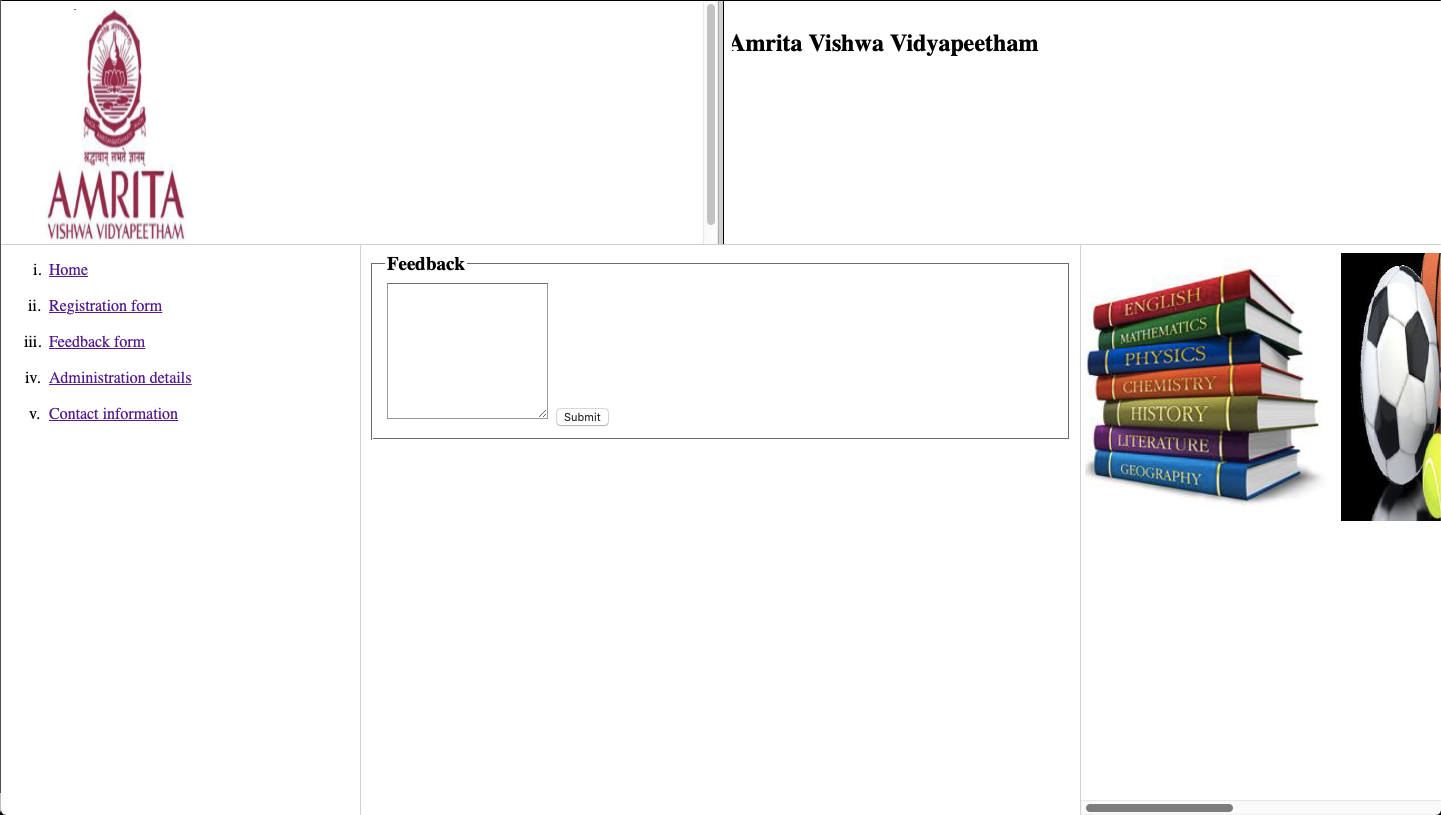 श्रद्धावान् लभते ज्ञानम्
AMRITA
VISHWA VIDYAPEETHAM
Amrita Vishwa Vidyapeetham
i. Home
ii. Registration form
iii. Feedback form
iv. Administration details
v. Contact information
Feedback
Submit
ENGLISH
MATHEMATICS
PHYSICS
CHEMISTRY
HISTORY
LITERATURE
GEOGRAPHY